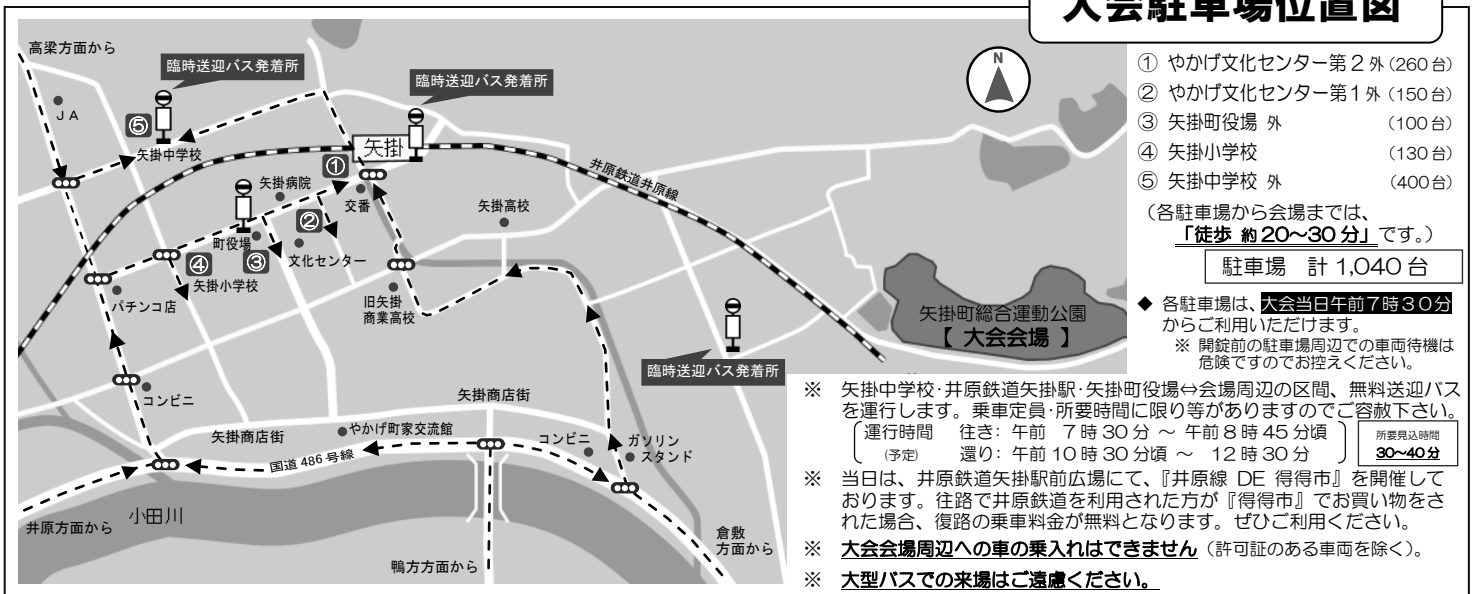 大会駐車場位置図
高梁方面から
臨時送迎バス発着所
臨時送迎バス発着所
N
JA
⑤
矢掛中学校
矢掛
①
井原鉄道井原線
矢掛病院
交番
②
矢掛高校
町役場
③
文化センター
④
矢掛小学校
パチンコ店
旧矢掛
商業高校
矢掛町総合運動公園
【 大会会場 】
臨時送迎バス発着所
コンビニ
矢掛商店街
矢掛商店街
やかげ町家交流館
コンビニ
ガソリン
スタンド
国道486号線
井原方面から
小田川
倉敷
方面から
鴨方方面から
① やかげ文化センター第2外(260台)
② やかげ文化センター第1外(150台)
③ 矢掛町役場 外 (100台)
④ 矢掛小学校 (130台)
⑤ 矢掛中学校 外 (400台)
(各駐車場から会場までは、
「徒歩 約20～30分」です。)
駐車場 計 1,040 台
◆ 各駐車場は、大会当日午前7時30分
からご利用いただけます。
※ 開錠前の駐車場周辺での車両待機は
危険ですのでお控えください。
※ 矢掛中学校･井原鉄道矢掛駅･矢掛町役場⇔会場周辺の区間、無料送迎バス
を運行します。乗車定員･所要時間に限り等がありますのでご容赦下さい。
運行時間 往き: 午前 7時30分 ～ 午前8時45分頃
(予定) 還り: 午前10時30分頃 ～ 12時30分
所要見込時間
30～40分
※ 当日は、井原鉄道矢掛駅前広場にて、『井原線 DE 得得市』を開催して
おります。往路で井原鉄道を利用された方が『得得市』でお買い物をさ
れた場合、復路の乗車料金が無料となります。ぜひご利用ください。
※ 大会会場周辺への車の乗入れはできません(許可証のある車両を除く)。
※ 大型バスでの来場はご遠慮ください。